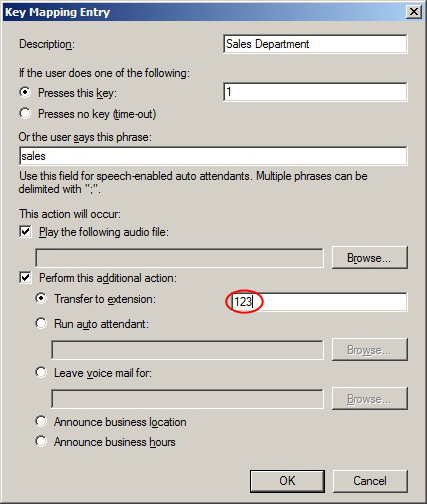 Key Mapping Entry
Description: Sales Department
If the user does one of the following:
Presses this key: 1
Presses no key (time-out)
Or the user says this phrase:
sales
Use this field for speech-enabled auto attendants. Multiple phrases can be
delimited with ";".
This action will occur:
Play the following audio file:
Browse...
Perform this additional action:
Transfer to extension: 123
Run auto attendant:
Browse...
Leave voice mail for:
Browse...
Announce business location
Announce business hours
OK Cancel